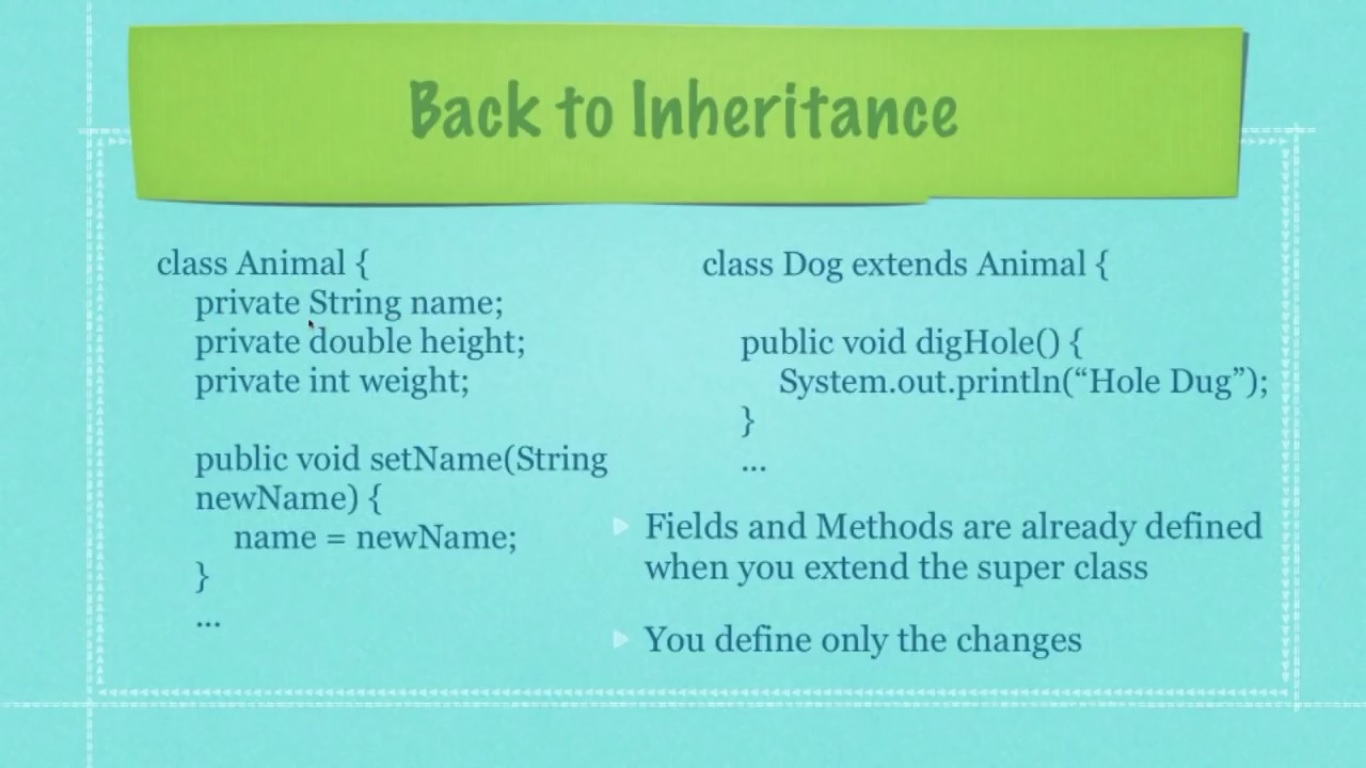 Back to Inheritance
class Animal {
private String name;
private double height;
private int weight;
public void setName(String
newName) {
name = newName;
}
...
class Dog extends Animal {
public void digHole() {
System.out.println(“Hole Dug”);
}
...
Fields and Methods are already defined
when you extend the super class
You define only the changes